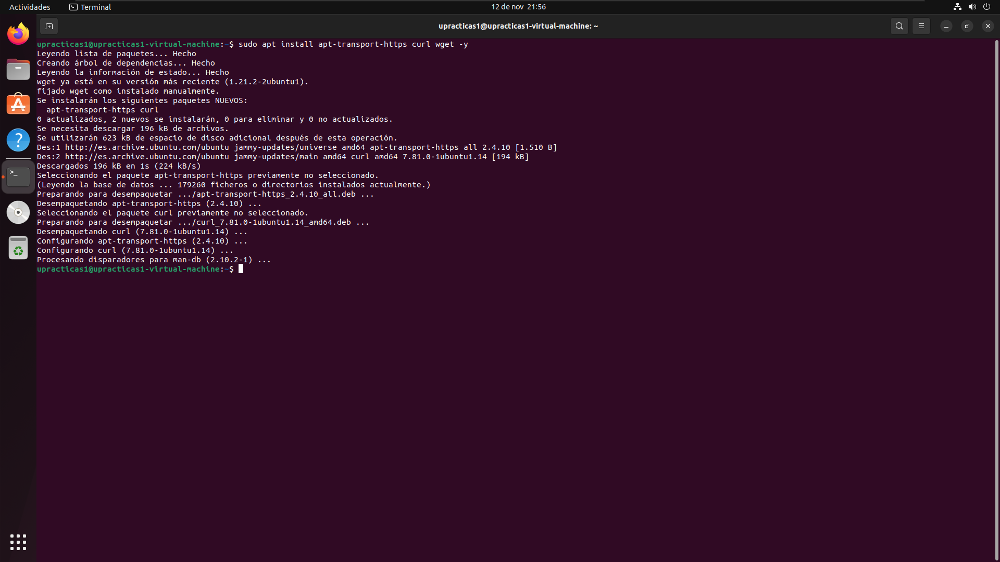 Actividades
Terminal
12 de nov 21:56
upracticas1@upracticas1-virtual-machine: ~
upracticas1@upracticas1-virtual-machine:~$ sudo apt install apt-transport-https curl wget -y
Leyendo lista de paquetes... Hecho
Creando árbol de dependencias... Hecho
Leyendo la información de estado... Hecho
wget ya está en su versión más reciente (1.21.2-2ubuntu1).
fijado wget como instalado manualmente.
Se instalarán los siguientes paquetes NUEVOS:
  apt-transport-https curl
0 actualizados, 2 nuevos se instalarán, 0 para eliminar y 0 no actualizados.
Se necesita descargar 196 kB de archivos.
Se utilizarán 623 kB de espacio de disco adicional después de esta operación.
Des:1 http://es.archive.ubuntu.com/ubuntu jammy-updates/universe amd64 apt-transport-https all 2.4.10 [1.510 B]
Des:2 http://es.archive.ubuntu.com/ubuntu jammy-updates/main amd64 curl amd64 7.81.0-1ubuntu1.14 [194 kB]
Descargados 196 kB en 1s (224 kB/s)
Seleccionando el paquete apt-transport-https previamente no seleccionado.
(Leyendo la base de datos ... 179260 ficheros o directorios instalados actualmente.)
Preparando para desempaquetar .../apt-transport-https_2.4.10_all.deb ...
Desempaquetando apt-transport-https (2.4.10) ...
Seleccionando el paquete curl previamente no seleccionado.
Preparando para desempaquetar .../curl_7.81.0-1ubuntu1.14_amd64.deb ...
Desempaquetando curl (7.81.0-1ubuntu1.14) ...
Configurando apt-transport-https (2.4.10) ...
Configurando curl (7.81.0-1ubuntu1.14) ...
Procesando disparadores para man-db (2.10.2-1) ...
upracticas1@upracticas1-virtual-machine:~$